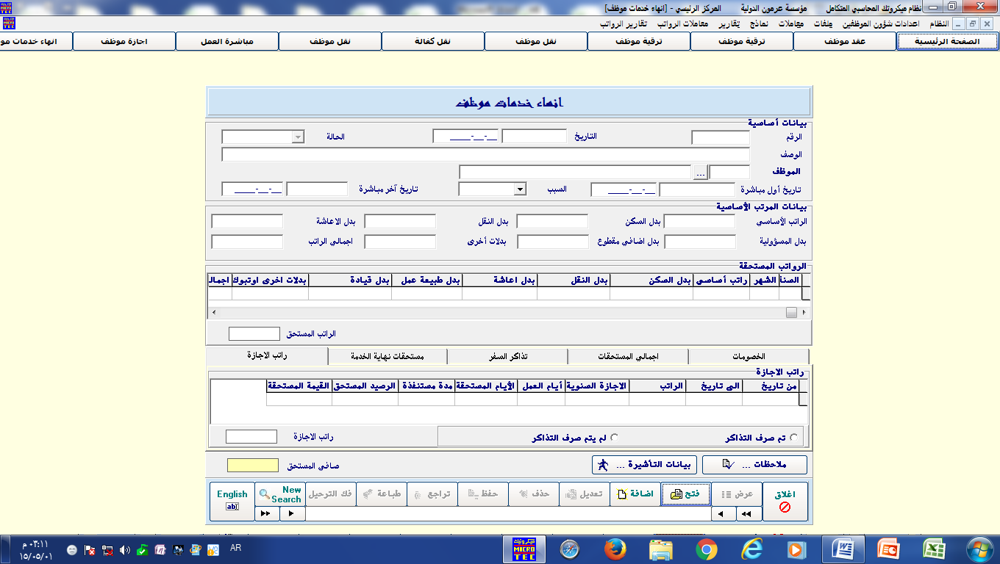 نظام ميكروتك المحاسبي المتكامل مؤسسة عرمون الدولية المركز الرئيسي - [انهاء خدمات موظف]
النظام اعدادات شؤون الموظفين ملفات معاملات نماذج تقارير معاملات الرواتب تقارير الرواتب
الصفحة الرئيسية عقد موظف ترقية موظف ترقية موظف نقل موظف نقل كفالة نقل موظف مباشرة العمل اجازة موظف انهاء خدمات مو
انهاء خدمات موظف
بيانات أساسية
الرقم التاريخ __-__-____ الحالة
الوصف
الموظف ...
تاريخ أول مباشرة __-__-____ السبب تاريخ آخر مباشرة __-__-____
بيانات المرتب الأساسية
الراتب الأساسي بدل السكن بدل النقل بدل الاعاشة
بدل المسؤولية بدل اضافي مقطوع بدلات أخرى اجمالي الراتب
الرواتب المستحقة
السنة الشهر راتب أساسي بدل السكن بدل النقل بدل اعاشة بدل طبيعة عمل بدل قيادة بدلات اخرى اوتبوك اجمال
الراتب المستحق
الخصومات اجمالي المستحقات تذاكر السفر مستحقات نهاية الخدمة راتب الاجازة
راتب الاجازة
من تاريخ الى تاريخ الراتب الاجازة السنوية أيام العمل الأيام المستحقة مدة مستنفذة الرصيد المستحق القيمة المستحقة
تم صرف التذاكر لم يتم صرف التذاكر راتب الاجازة
ملاحظات ... بيانات التأشيرة ... صافي المستحق
اغلاق عرض فتح اضافة تعديل حذف حفظ تراجع طباعة فك الترحيل New Search English
ab
MICRO TEC
ميكروتك
AR
٠٣:١١ م
١٥/٠٥/٠١